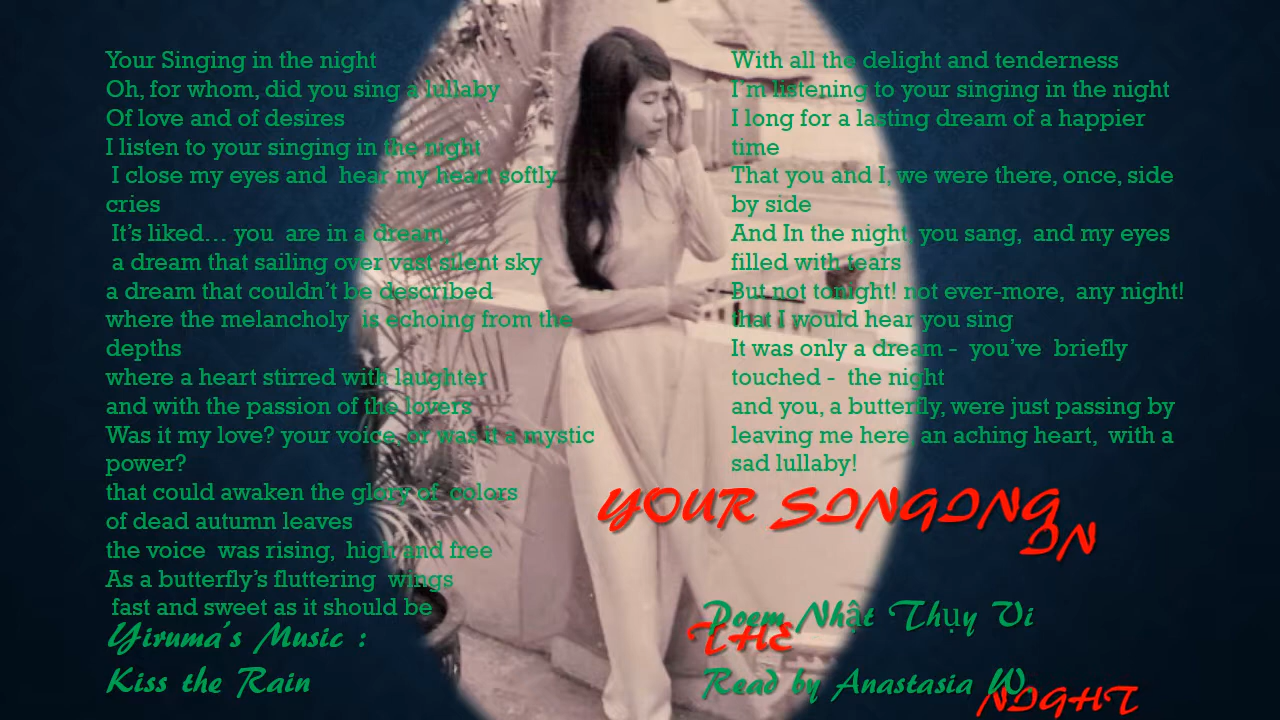 Your Singing in the night
Oh, for whom, did you sing a lullaby
Of love and of desires
I listen to your singing in the night
I close my eyes and hear my heart softly
cries
It's liked… you are in a dream,
a dream that sailing over vast silent sky
a dream that couldn't be described
where the melancholy is echoing from the
depths
where a heart stirred with laughter
and with the passion of the lovers
Was it my love? your voice, or was it a mystic
power?
that could awaken the glory of colors
of dead autumn leaves
the voice was rising, high and free
As a butterfly's fluttering wings
fast and sweet as it should be
Yiruma's Music :
Kiss the Rain
With all the delight and tenderness
I'm listening to your singing in the night
I long for a lasting dream of a happier
time
That you and I, we were there, once, side
by side
And In the night, you sang, and my eyes
filled with tears
But not tonight! not ever-more, any night!
that I would hear you sing
It was only a dream - you've briefly
touched - the night
and you, a butterfly, were just passing by
leaving me here, an aching heart, with a
sad lullaby!
YOUR SINGING
IN
THE
NIGHT
Poem Nhật Thụy Vi
Read by Anastasia W.